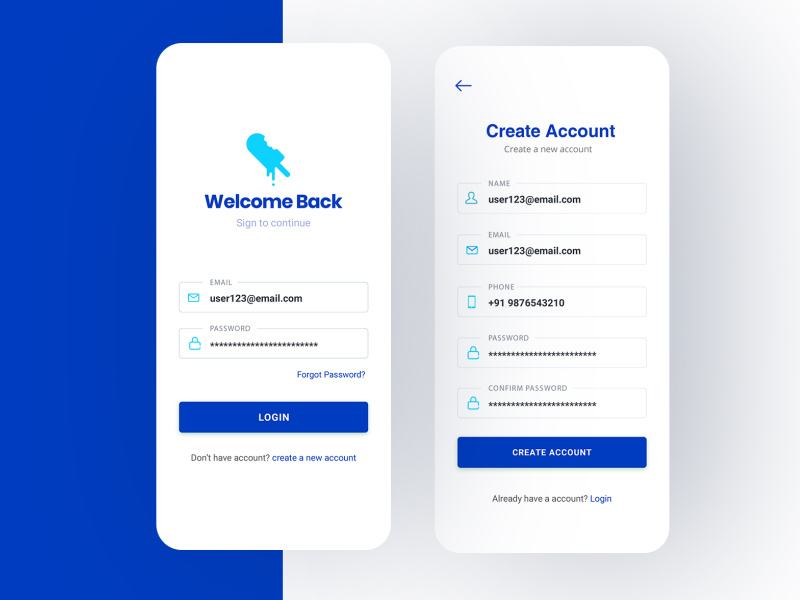 Welcome Back
Sign to continue
EMAIL
user123@email.com
PASSWORD
************************
Forgot Password?
LOGIN
Don't have account? create a new account
Create Account
Create a new account
NAME
user123@email.com
EMAIL
user123@email.com
PHONE
+91 9876543210
PASSWORD
************************
CONFIRM PASSWORD
************************
CREATE ACCOUNT
Already have a account? Login